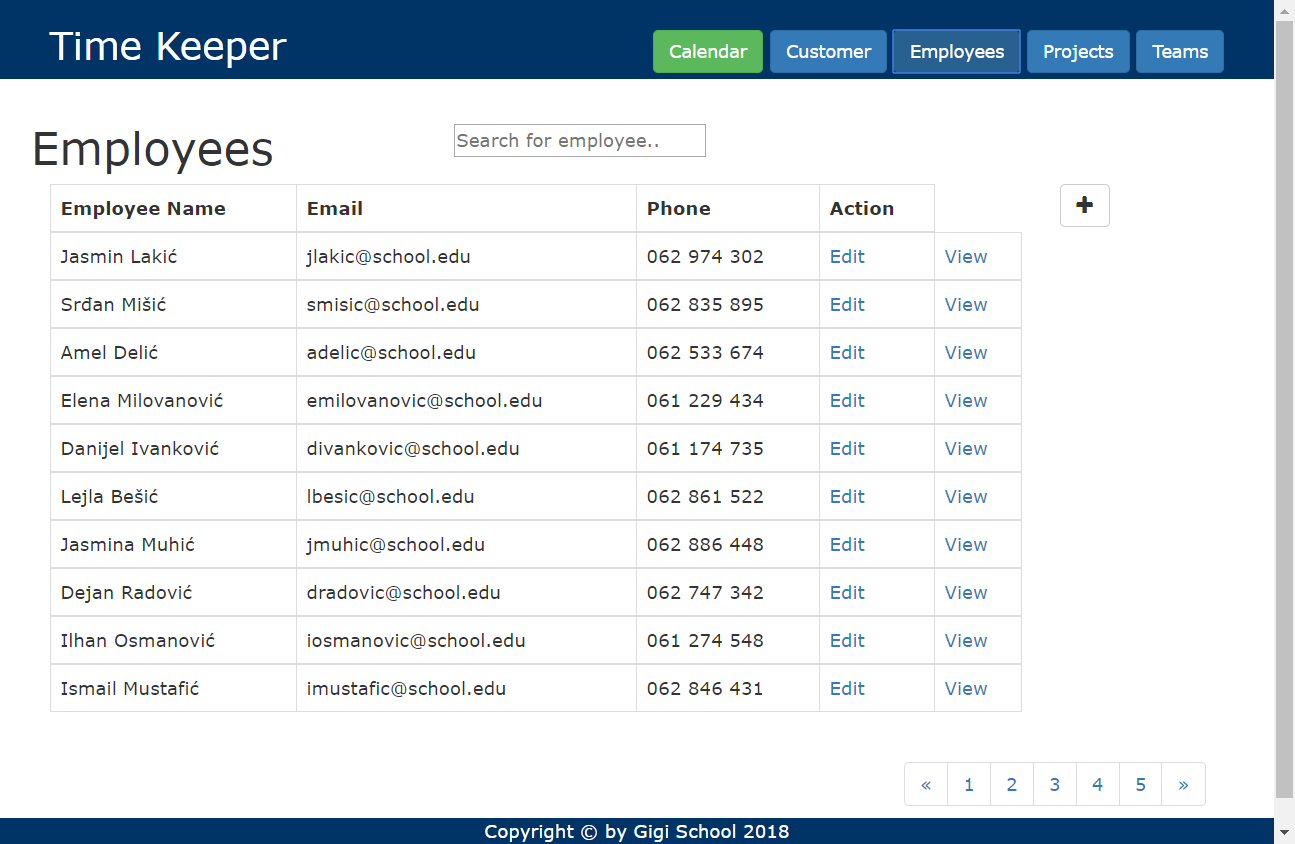 Time Keeper Calendar Customer Employees Projects Teams
Employees Search for employee..
Employee Name Email Phone Action
Jasmin Lakić jlakic@school.edu 062 974 302 Edit View
Srđan Mišić smisic@school.edu 062 835 895 Edit View
Amel Delić adelic@school.edu 062 533 674 Edit View
Elena Milovanović emilovanovic@school.edu 061 229 434 Edit View
Danijel Ivanković divankovic@school.edu 061 174 735 Edit View
Lejla Bešić lbesic@school.edu 062 861 522 Edit View
Jasmina Muhić jmuhic@school.edu 062 886 448 Edit View
Dejan Radović dradovic@school.edu 062 747 342 Edit View
Ilhan Osmanović iosmanovic@school.edu 061 274 548 Edit View
Ismail Mustafić imustafic@school.edu 062 846 431 Edit View
« 1 2 3 4 5 »
Copyright © by Gigi School 2018